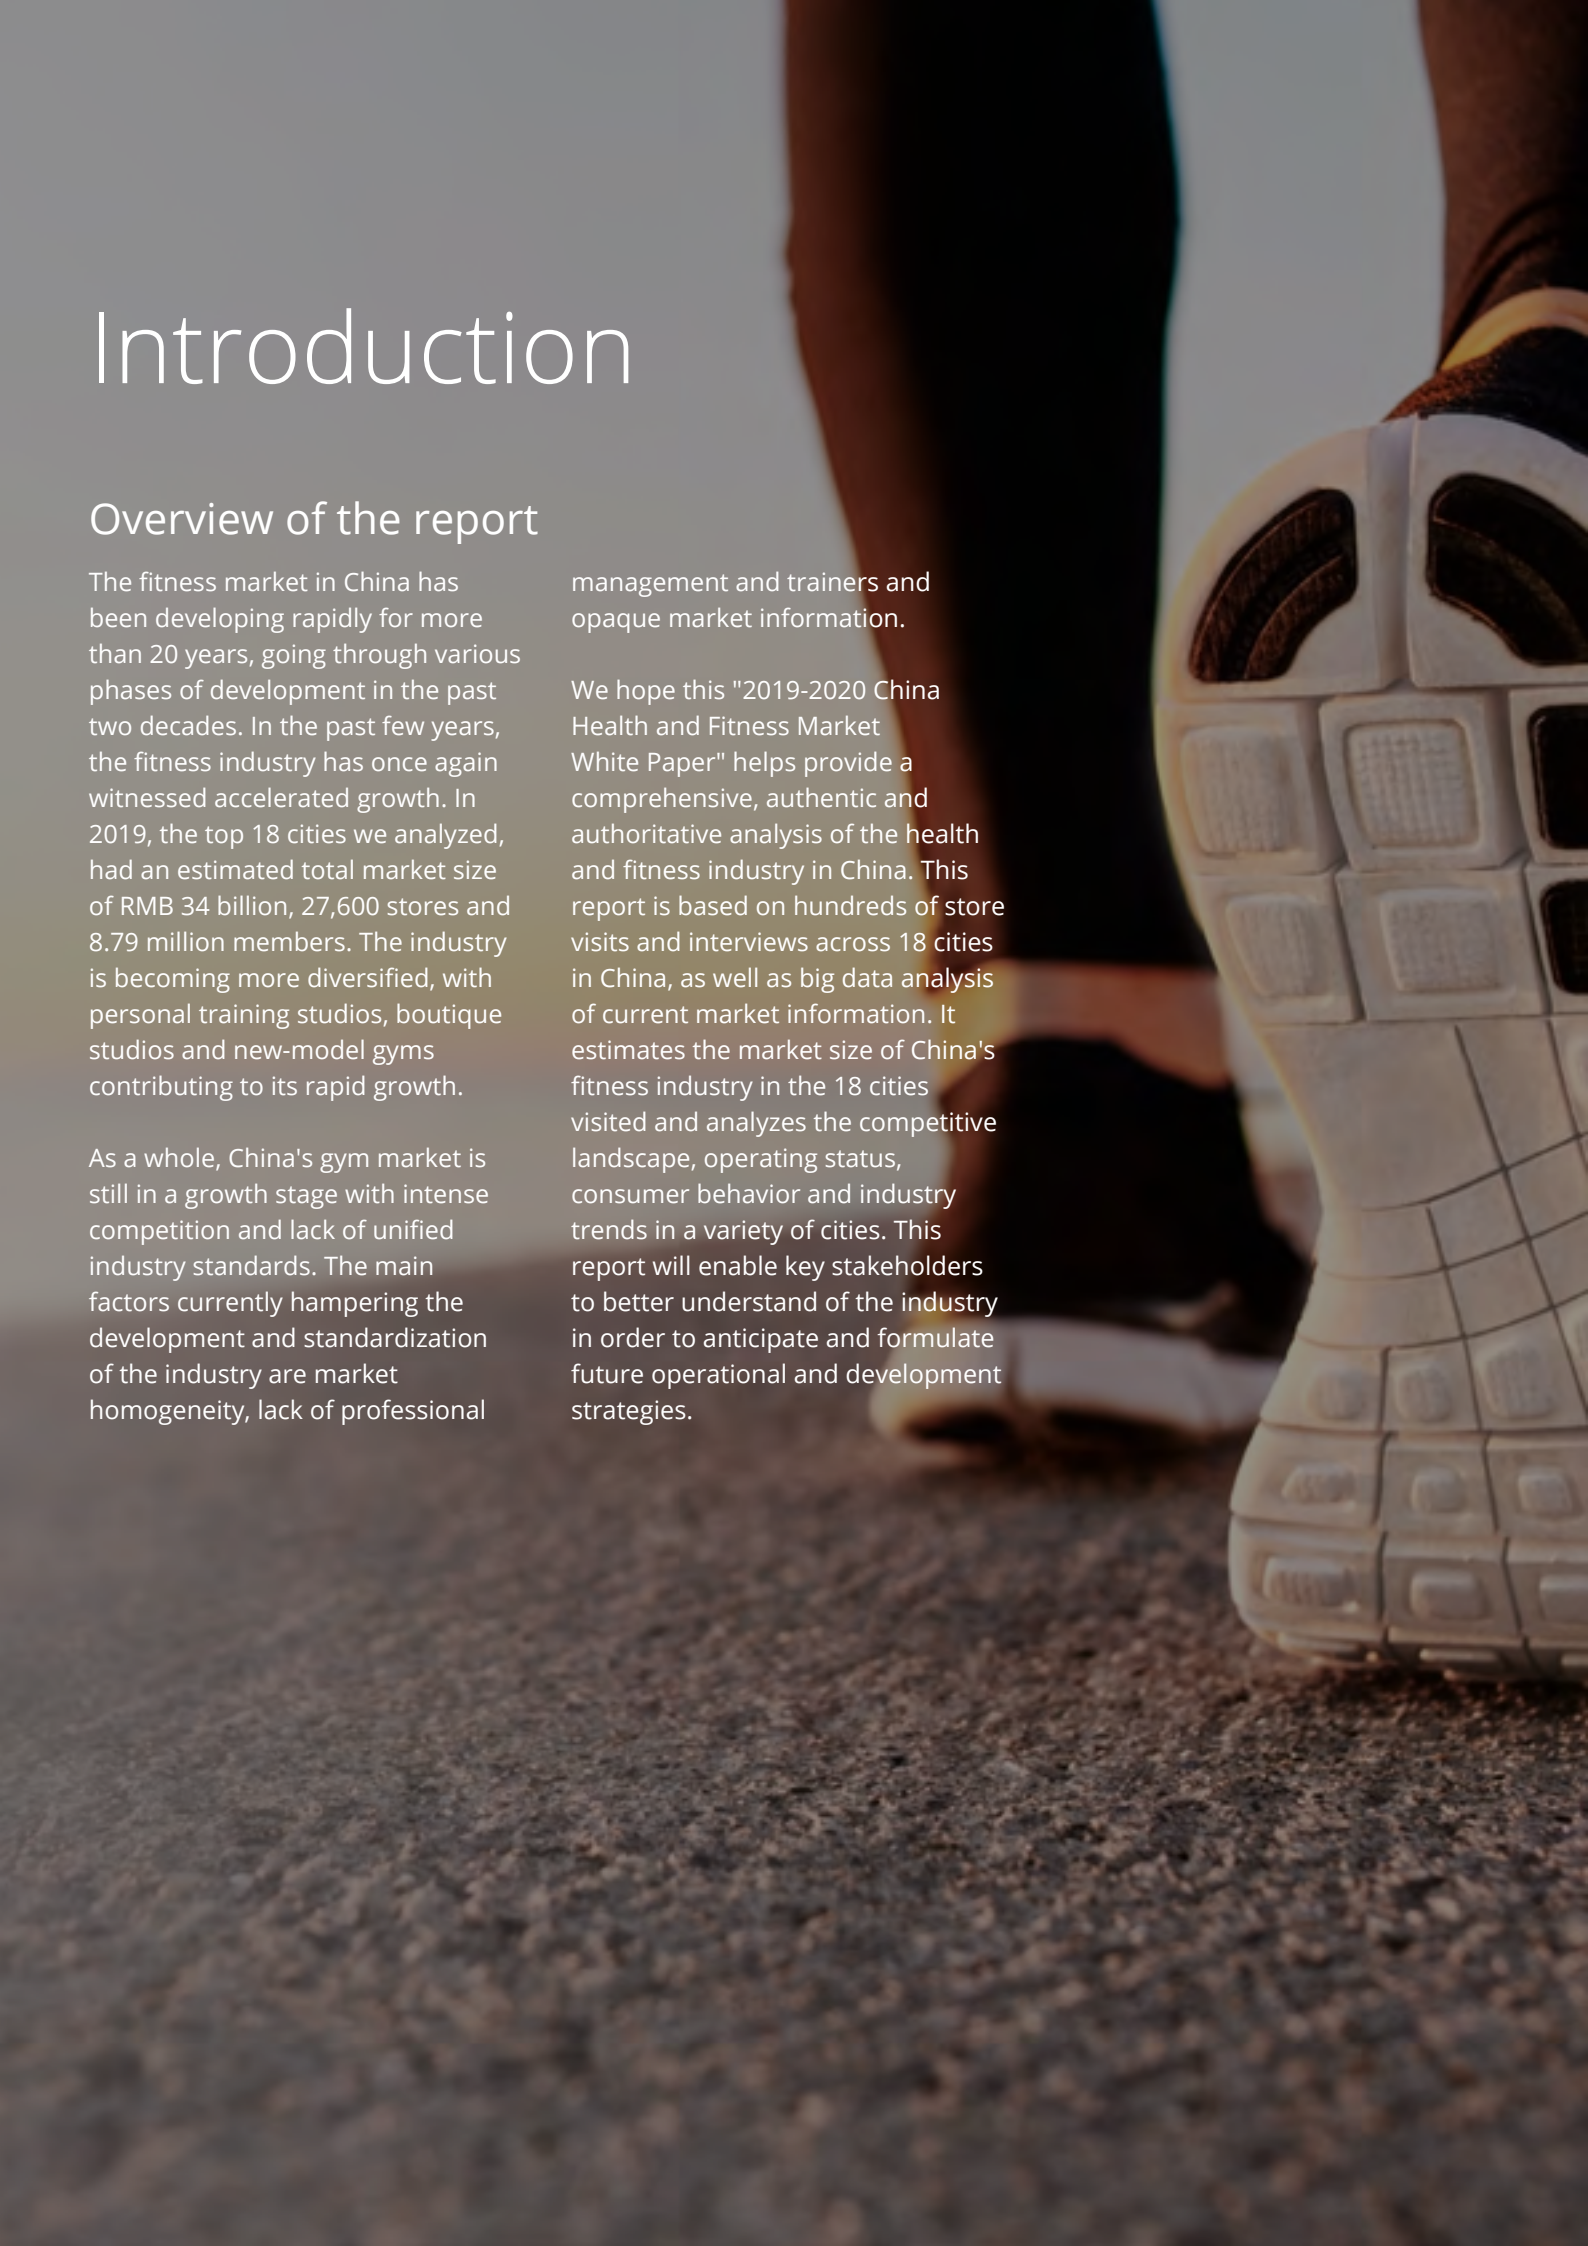 Introduction
Overview of the report
The fitness market in China has
been developing rapidly for more
than 20 years, going through various
phases of development in the past
two decades. In the past few years,
the fitness industry has once again
witnessed accelerated growth. In
2019, the top 18 cities we analyzed,
had an estimated total market size
of RMB 34 billion, 27,600 stores and
8.79 million members. The industry
is becoming more diversified, with
personal training studios, boutique
studios and new-model gyms
contributing to its rapid growth.
As a whole, China's gym market is
still in a growth stage with intense
competition and lack of unified
industry standards. The main
factors currently hampering the
development and standardization
of the industry are market
homogeneity, lack of professional
management and trainers and
opaque market information.
We hope this "2019-2020 China
Health and Fitness Market
White Paper" helps provide a
comprehensive, authentic and
authoritative analysis of the health
and fitness industry in China. This
report is based on hundreds of store
visits and interviews across 18 cities
in China, as well as big data analysis
of current market information. It
estimates the market size of China's
fitness industry in the 18 cities
visited and analyzes the competitive
landscape, operating status,
consumer behavior and industry
trends in a variety of cities. This
report will enable key stakeholders
to better understand of the industry
in order to anticipate and formulate
future operational and development
strategies.